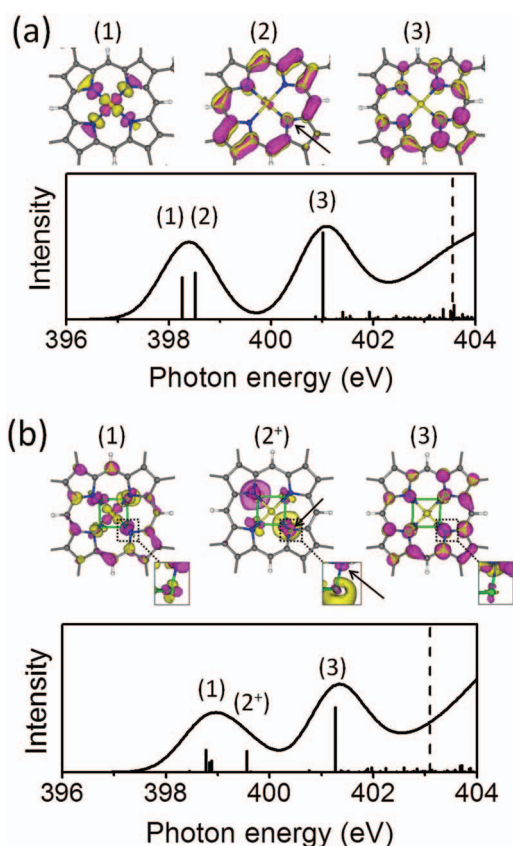 (a)
(1) (2) (3)
Intensity
(1) (2)
(3)
396 398 400 402 404
Photon energy (eV)
(b)
(1) (2⁺) (3)
Intensity
(1)
(2⁺)
(3)
396 398 400 402 404
Photon energy (eV)